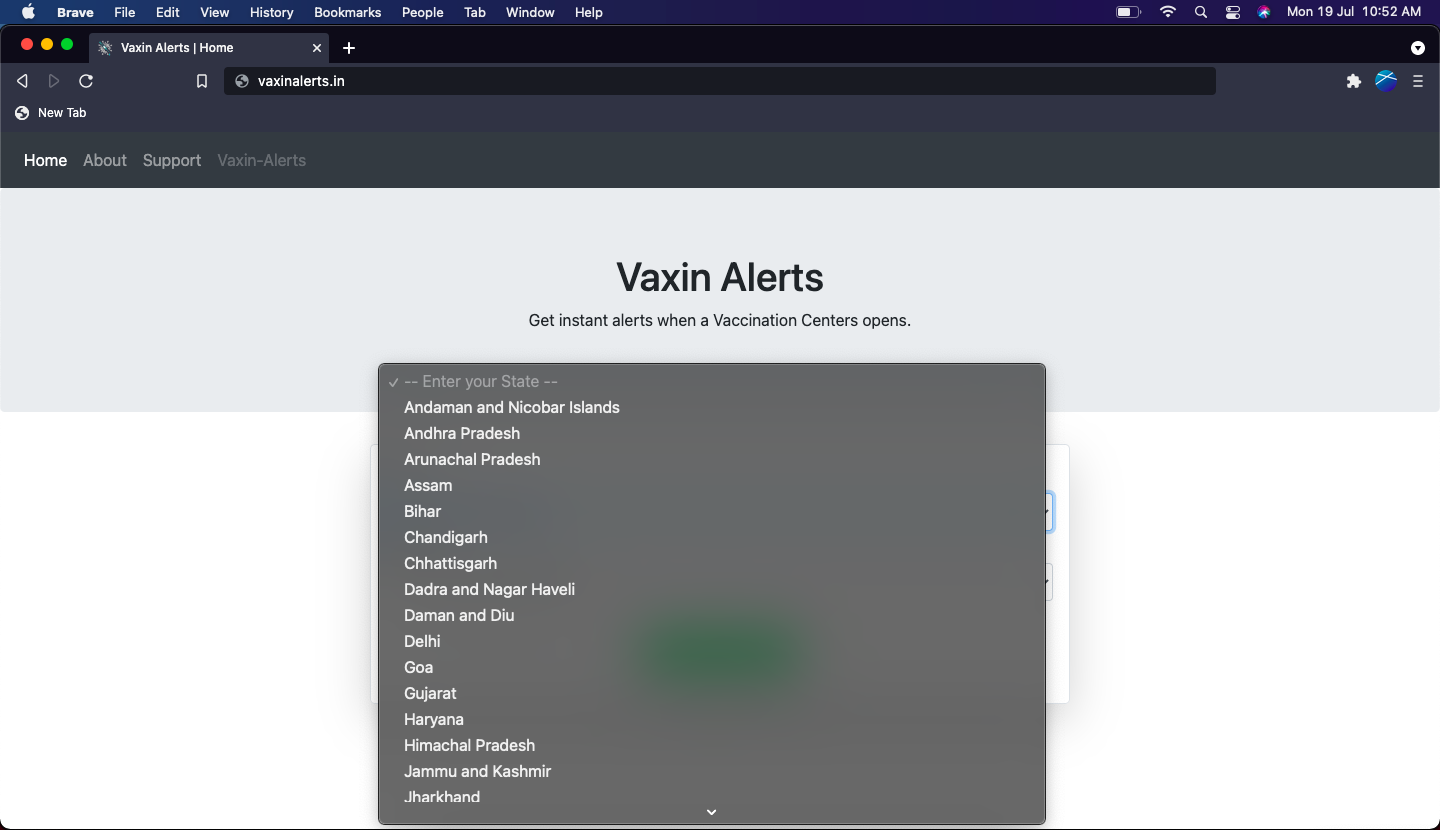 Brave File Edit View History Bookmarks People Tab Window Help Mon 19 Jul 10:52 AM
Vaxin Alerts | Home
vaxinalerts.in
New Tab
Home About Support Vaxin-Alerts
Vaxin Alerts
Get instant alerts when a Vaccination Centers opens.
-- Enter your State --
Andaman and Nicobar Islands
Andhra Pradesh
Arunachal Pradesh
Assam
Bihar
Chandigarh
Chhattisgarh
Dadra and Nagar Haveli
Daman and Diu
Delhi
Goa
Gujarat
Haryana
Himachal Pradesh
Jammu and Kashmir
Jharkhand